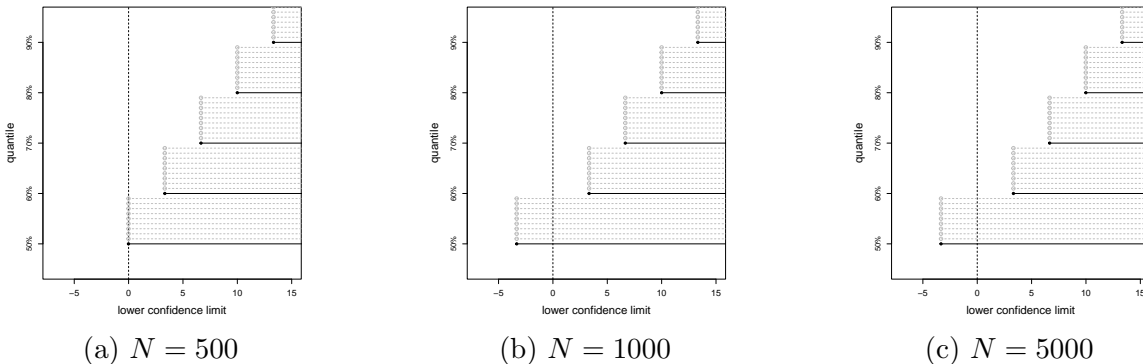 90%
80%
70%
60%
50%
quantile
−5 0 5 10 15
lower confidence limit
(a) N = 500
90%
80%
70%
60%
50%
quantile
−5 0 5 10 15
lower confidence limit
(b) N = 1000
90%
80%
70%
60%
50%
quantile
−5 0 5 10 15
lower confidence limit
(c) N = 5000